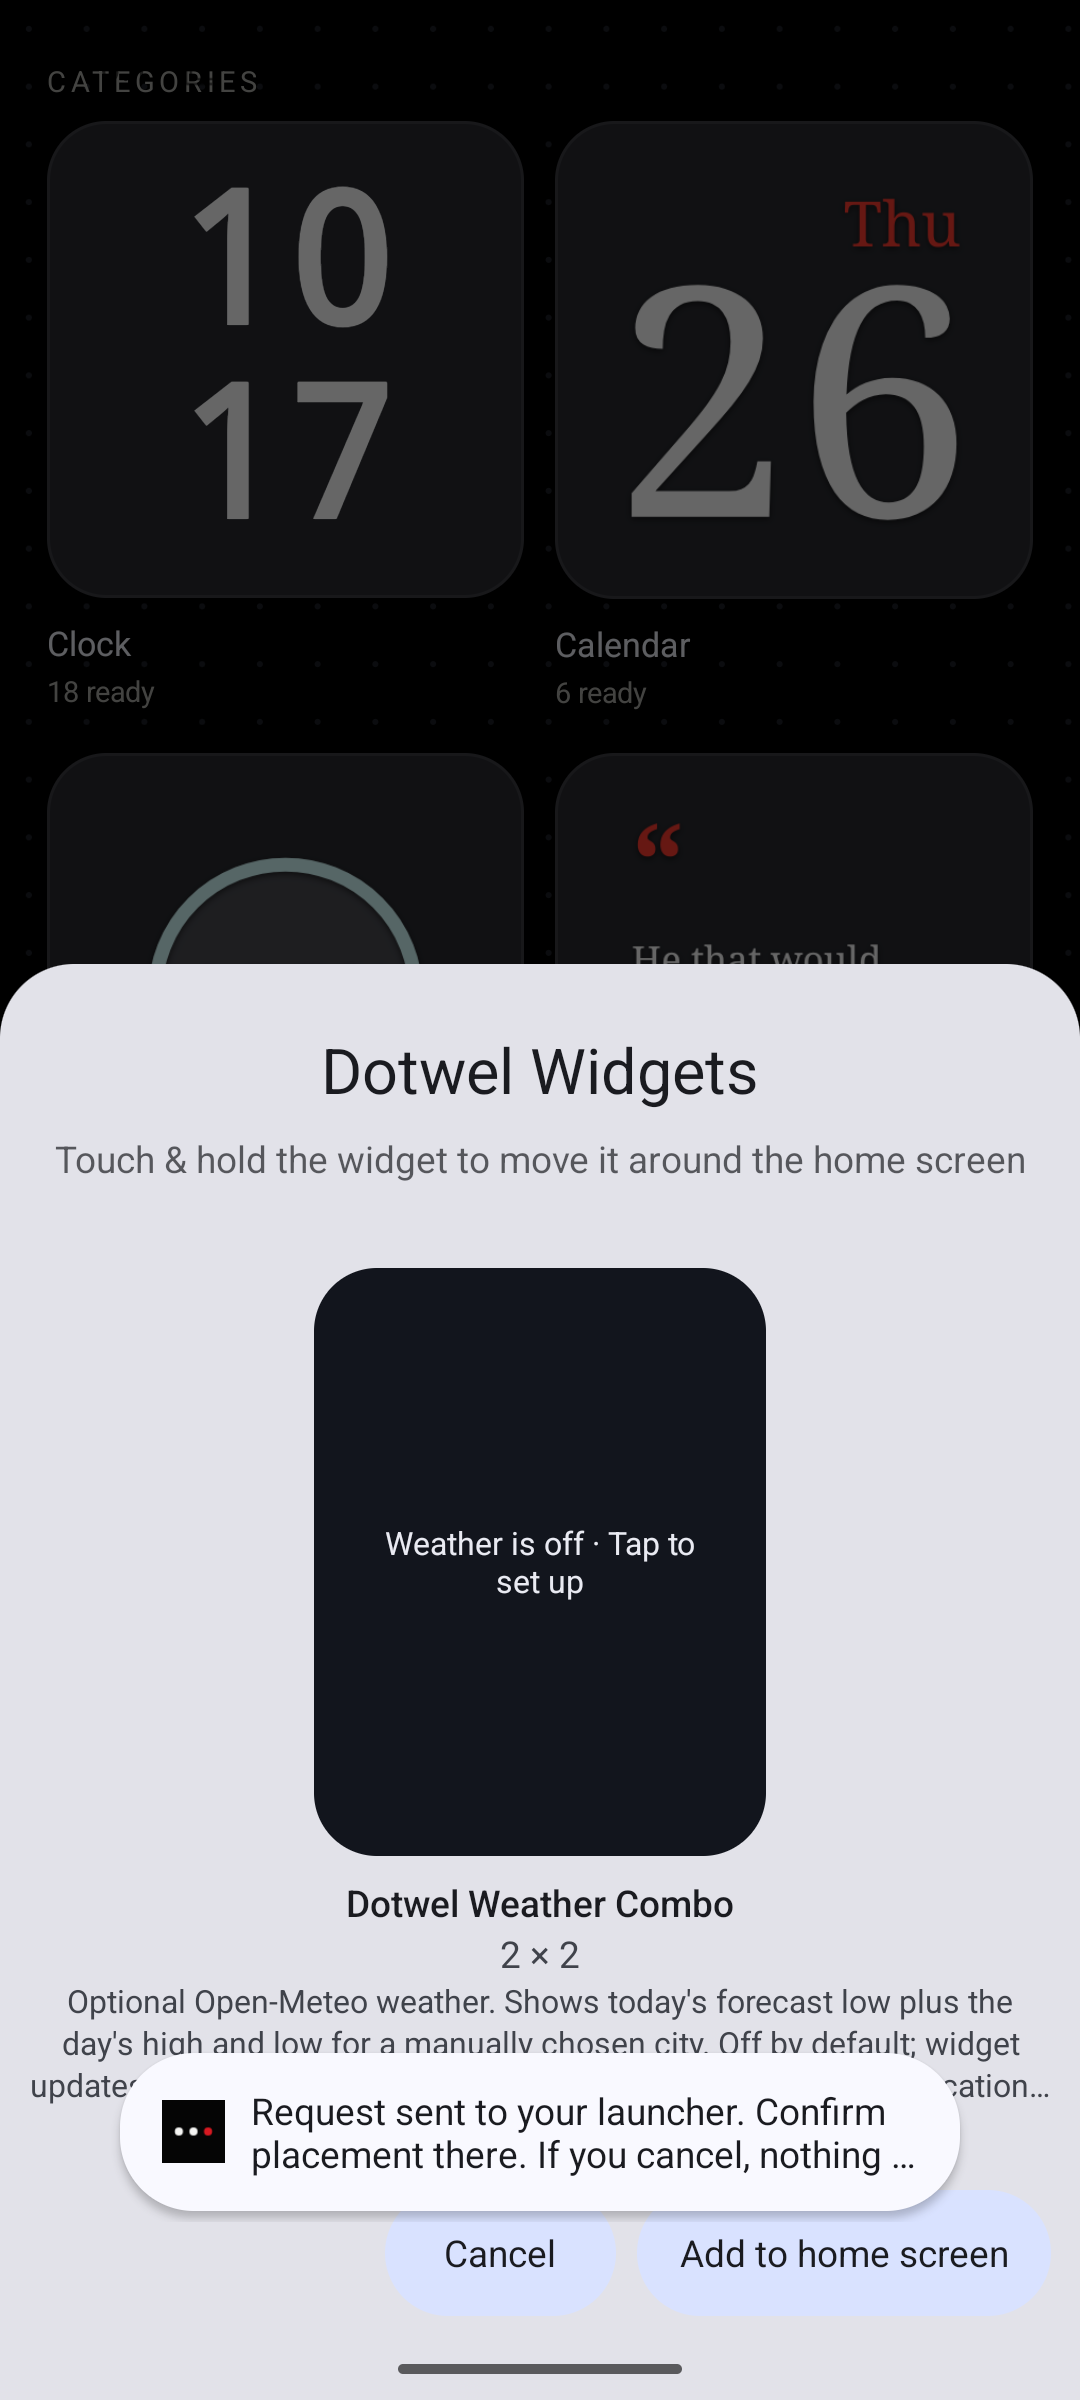 CATEGORIES
10
17
Thu
26
Clock
18 ready
Calendar
6 ready
“
He that would
Dotwel Widgets
Touch & hold the widget to move it around the home screen
Weather is off · Tap to
set up
Dotwel Weather Combo
2 × 2
Optional Open-Meteo weather. Shows today's forecast low plus the
day's high and low for a manually chosen city. Off by default; widget
Request sent to your launcher. Confirm
placement there. If you cancel, nothing ...
Cancel
Add to home screen